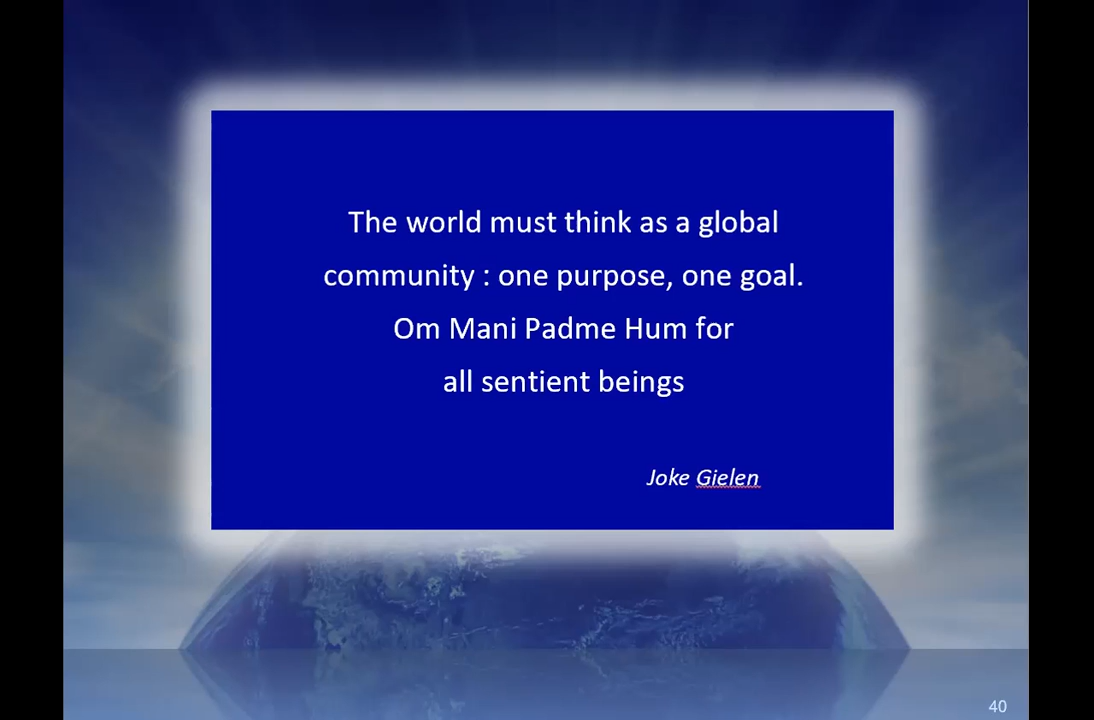 The world must think as a global
community : one purpose, one goal.
Om Mani Padme Hum for
all sentient beings
Joke Gielen
40